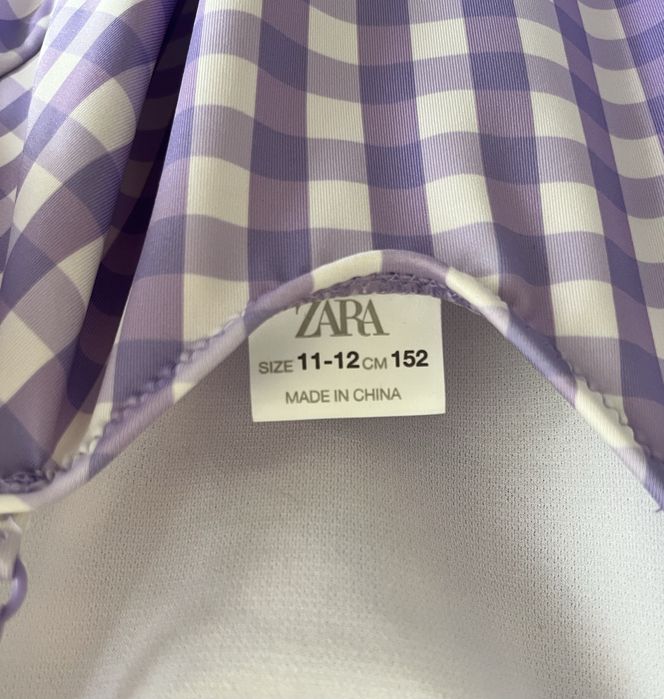 ZARA
SIZE 11-12 CM 152
MADE IN CHINA